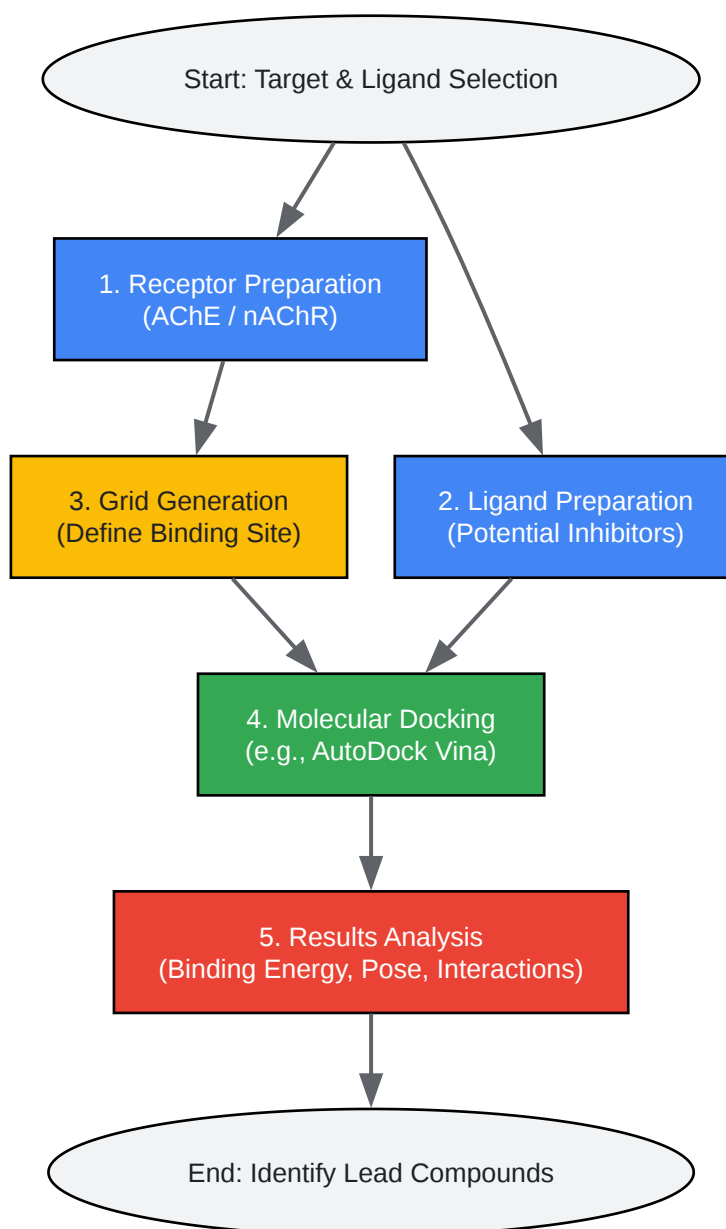 Start: Target & Ligand Selection
1. Receptor Preparation
(AChE / nAChR)
3. Grid Generation
(Define Binding Site)
2. Ligand Preparation
(Potential Inhibitors)
4. Molecular Docking
(e.g., AutoDock Vina)
5. Results Analysis
(Binding Energy, Pose, Interactions)
End: Identify Lead Compounds